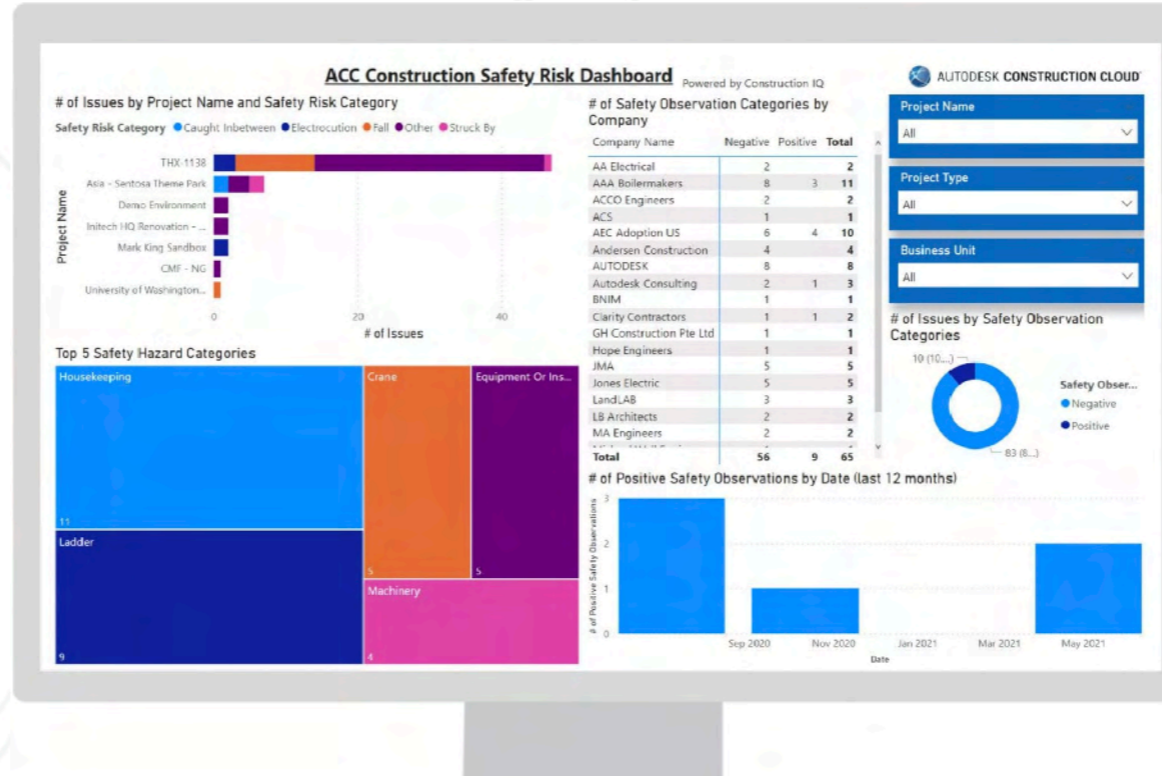 ACC Construction Safety Risk Dashboard
Powered by Construction IQ
AUTODESK CONSTRUCTION CLOUD
# of Issues by Project Name and Safety Risk Category
Safety Risk Category Caught Inbetween Electrocution Fall Other Struck By
Project Name
THX-1138
Asia - Sentosa Theme Park
Demo Environment
Initech HQ Renovation - ...
Mark King Sandbox
CMF - NG
University of Washington...
0 20 40
# of Issues
Top 5 Safety Hazard Categories
Housekeeping
11
Ladder
9
Crane
5
Equipment Or Ins...
5
Machinery
4
# of Safety Observation Categories by
Company
Company Name Negative Positive Total
AA Electrical 2 2
AAA Boilermakers 8 3 11
ACCO Engineers 2 2
ACS 1 1
AEC Adoption US 6 4 10
Andersen Construction 4 4
AUTODESK 8 8
Autodesk Consulting 2 1 3
BNIM 1 1
Clarity Contractors 1 1 2
GH Construction Pte Ltd 1 1
Hope Engineers 1 1
JMA 5 5
Jones Electric 5 5
LandLAB 3 3
LB Architects 2 2
MA Engineers 2 2
Total 56 9 65
Project Name
All
Project Type
All
Business Unit
All
# of Issues by Safety Observation
Categories
10 (10...)
83 (8...)
Safety Obser...
Negative
Positive
# of Positive Safety Observations by Date (last 12 months)
# of Positive Safety Observations
3
2
1
0
Sep 2020 Nov 2020 Jan 2021 Mar 2021 May 2021
Date